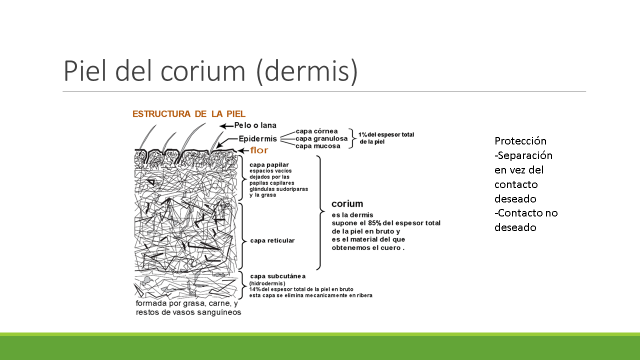 Piel del corium (dermis)
ESTRUCTURA DE LA PIEL
Pelo o lana
Epidermis
capa córnea
capa granulosa
capa mucosa
1% del espesor total
de la piel
flor
capa papilar
espacios vacíos
dejados por las
papilas capilares
glándulas sudoríparas
y la grasa
corium
es la dermis
supone el 85% del espesor total
de la piel en bruto y
es el material del que
obtenemos el cuero .
capa reticular
capa subcutánea
(hidrodermis)
14% del espesor total de la piel en bruto
esta capa se elimina mecanicamente en ribera
formada por grasa, carne, y
restos de vasos sanguíneos
Protección
-Separación
en vez del
contacto
deseado
-Contacto no
deseado